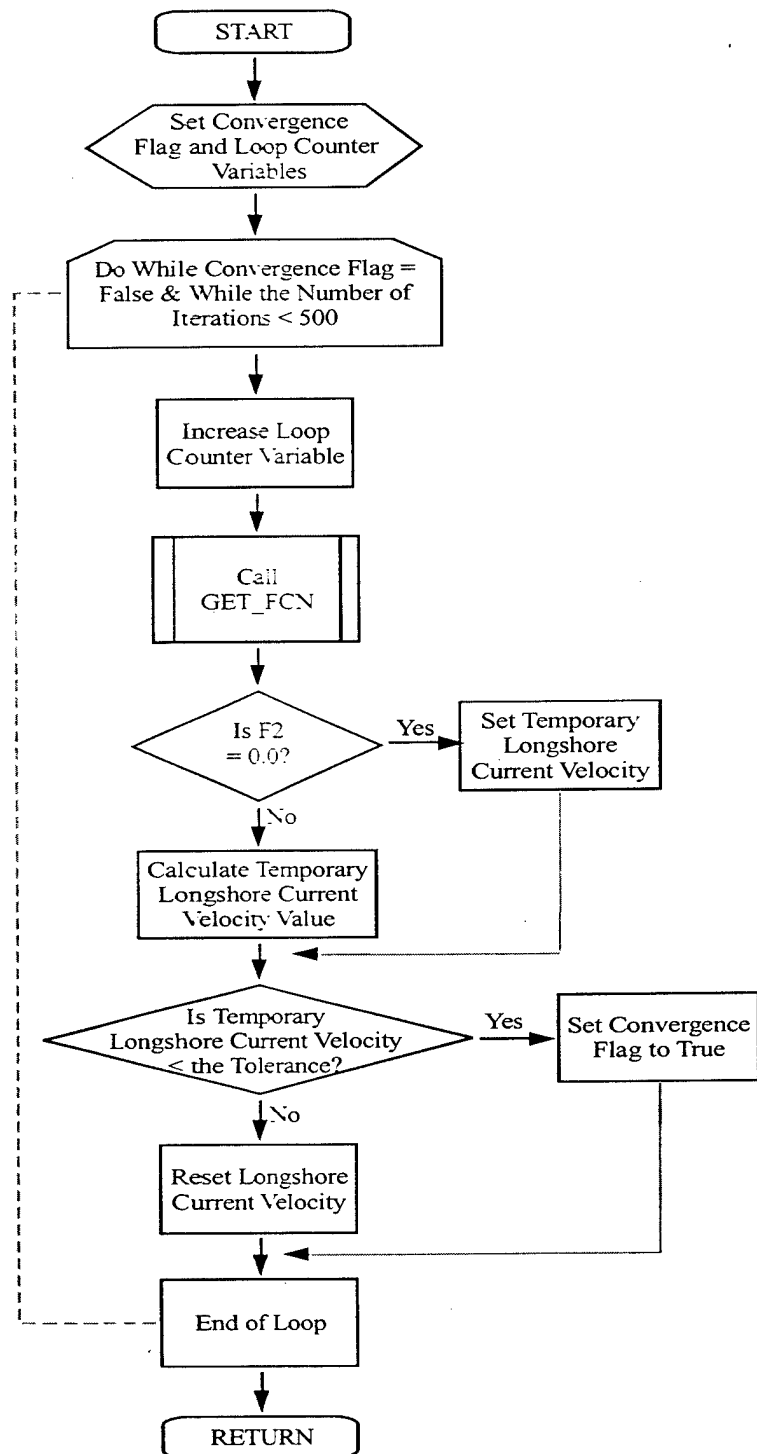 START
Set Convergence
Flag and Loop Counter
Variables
Do While Convergence Flag =
False & While the Number of
Iterations < 500
Increase Loop
Counter Variable
Call
GET_FCN
Is F2
= 0.0?
Yes
Set Temporary
Longshore
Current Velocity
No
Calculate Temporary
Longshore Current
Velocity Value
Is Temporary
Longshore Current Velocity
< the Tolerance?
Yes
Set Convergence
Flag to True
No
Reset Longshore
Current Velocity
End of Loop
RETURN